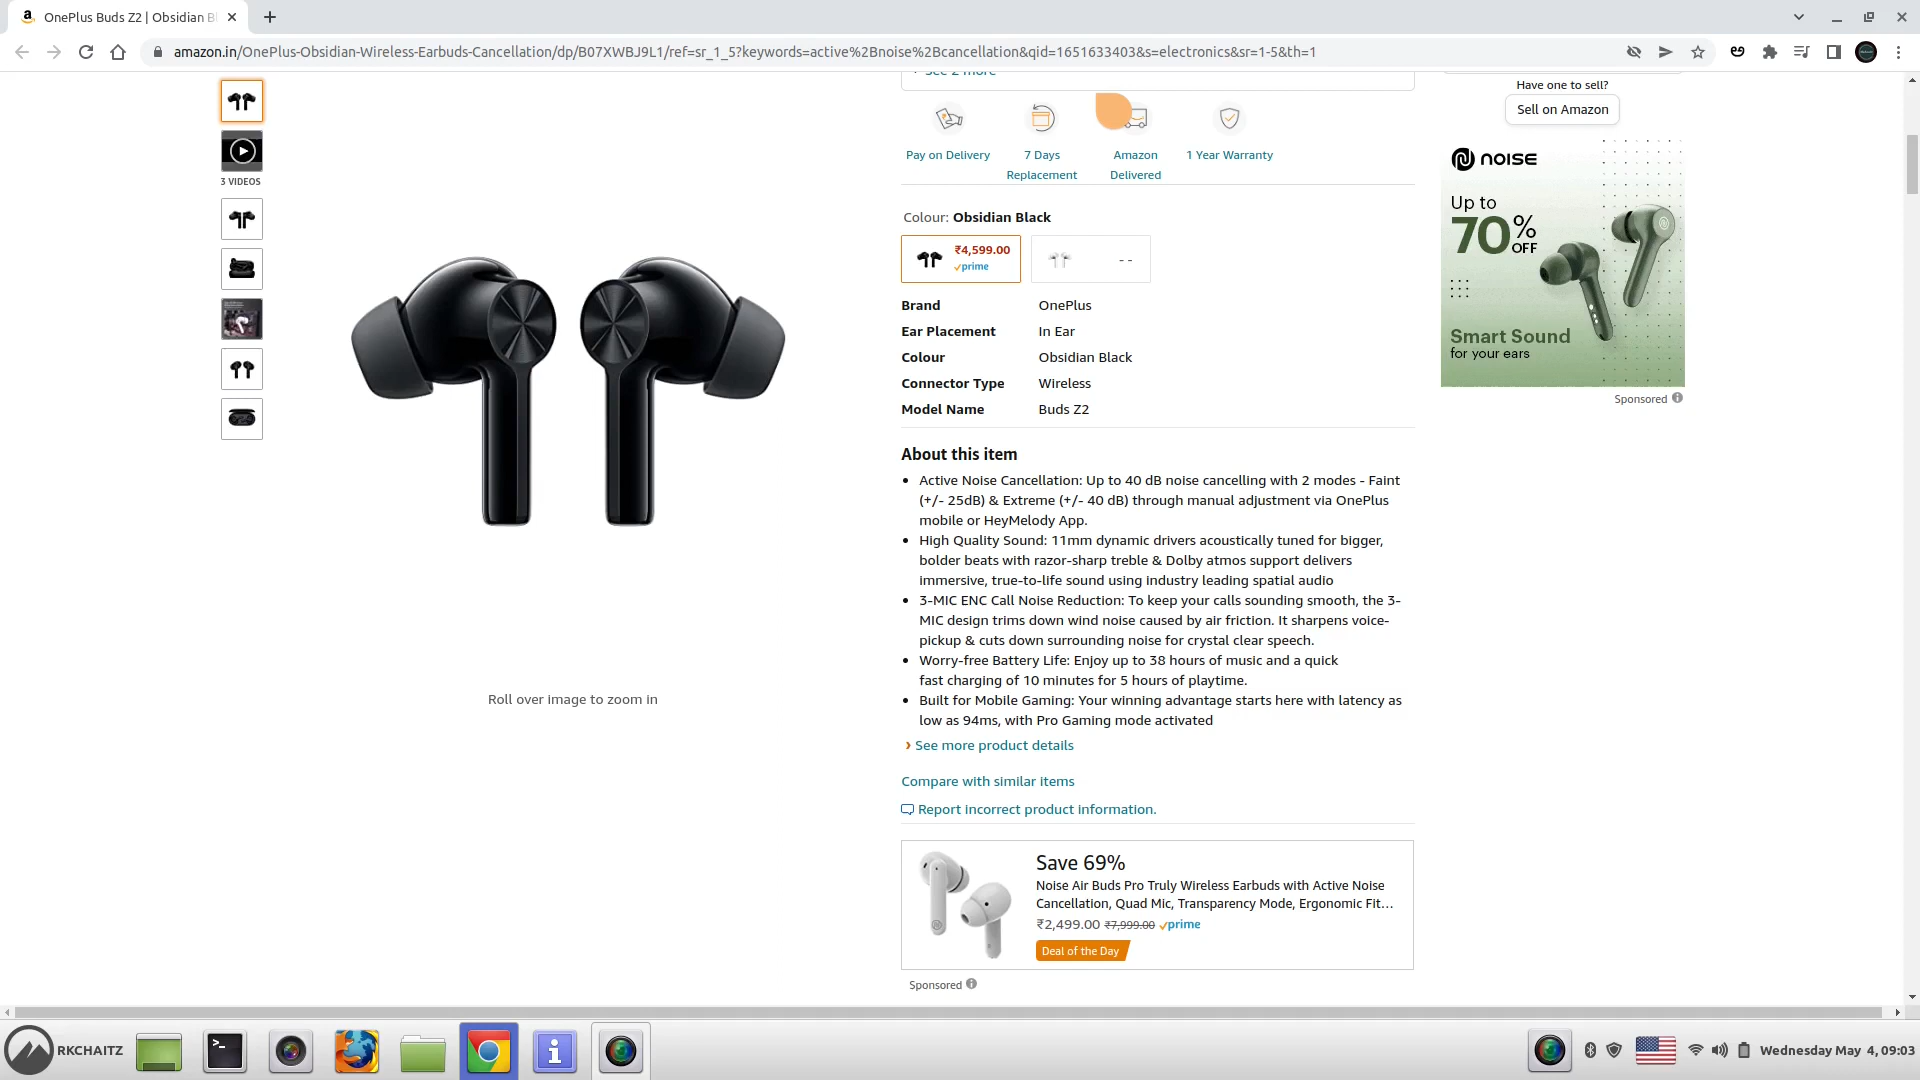 OnePlus Buds Z2 | Obsidian Bl
amazon.in/OnePlus-Obsidian-Wireless-Earbuds-Cancellation/dp/B07XWBJ9L1/ref=sr_1_5?keywords=active%2Bnoise%2Bcancellation&qid=1651633403&s=electronics&sr=1-5&th=1
3 VIDEOS
Roll over image to zoom in
See 2 more
Pay on Delivery
7 Days
Replacement
Amazon
Delivered
1 Year Warranty
Colour: Obsidian Black
₹4,599.00
prime
--
Brand OnePlus
Ear Placement In Ear
Colour Obsidian Black
Connector Type Wireless
Model Name Buds Z2
About this item
• Active Noise Cancellation: Up to 40 dB noise cancelling with 2 modes - Faint
(+/- 25dB) & Extreme (+/- 40 dB) through manual adjustment via OnePlus
mobile or HeyMelody App.
• High Quality Sound: 11mm dynamic drivers acoustically tuned for bigger,
bolder beats with razor-sharp treble & Dolby atmos support delivers
immersive, true-to-life sound using industry leading spatial audio
• 3-MIC ENC Call Noise Reduction: To keep your calls sounding smooth, the 3-
MIC design trims down wind noise caused by air friction. It sharpens voice-
pickup & cuts down surrounding noise for crystal clear speech.
• Worry-free Battery Life: Enjoy up to 38 hours of music and a quick
fast charging of 10 minutes for 5 hours of playtime.
• Built for Mobile Gaming: Your winning advantage starts here with latency as
low as 94ms, with Pro Gaming mode activated
› See more product details
Compare with similar items
Report incorrect product information.
Save 69%
Noise Air Buds Pro Truly Wireless Earbuds with Active Noise
Cancellation, Quad Mic, Transparency Mode, Ergonomic Fit...
₹2,499.00 ₹7,999.00 prime
Deal of the Day
Sponsored
Have one to sell?
Sell on Amazon
NOISE
Up to
70% OFF
Smart Sound
for your ears
Sponsored
RKCHAITZ
Wednesday May 4, 09:03